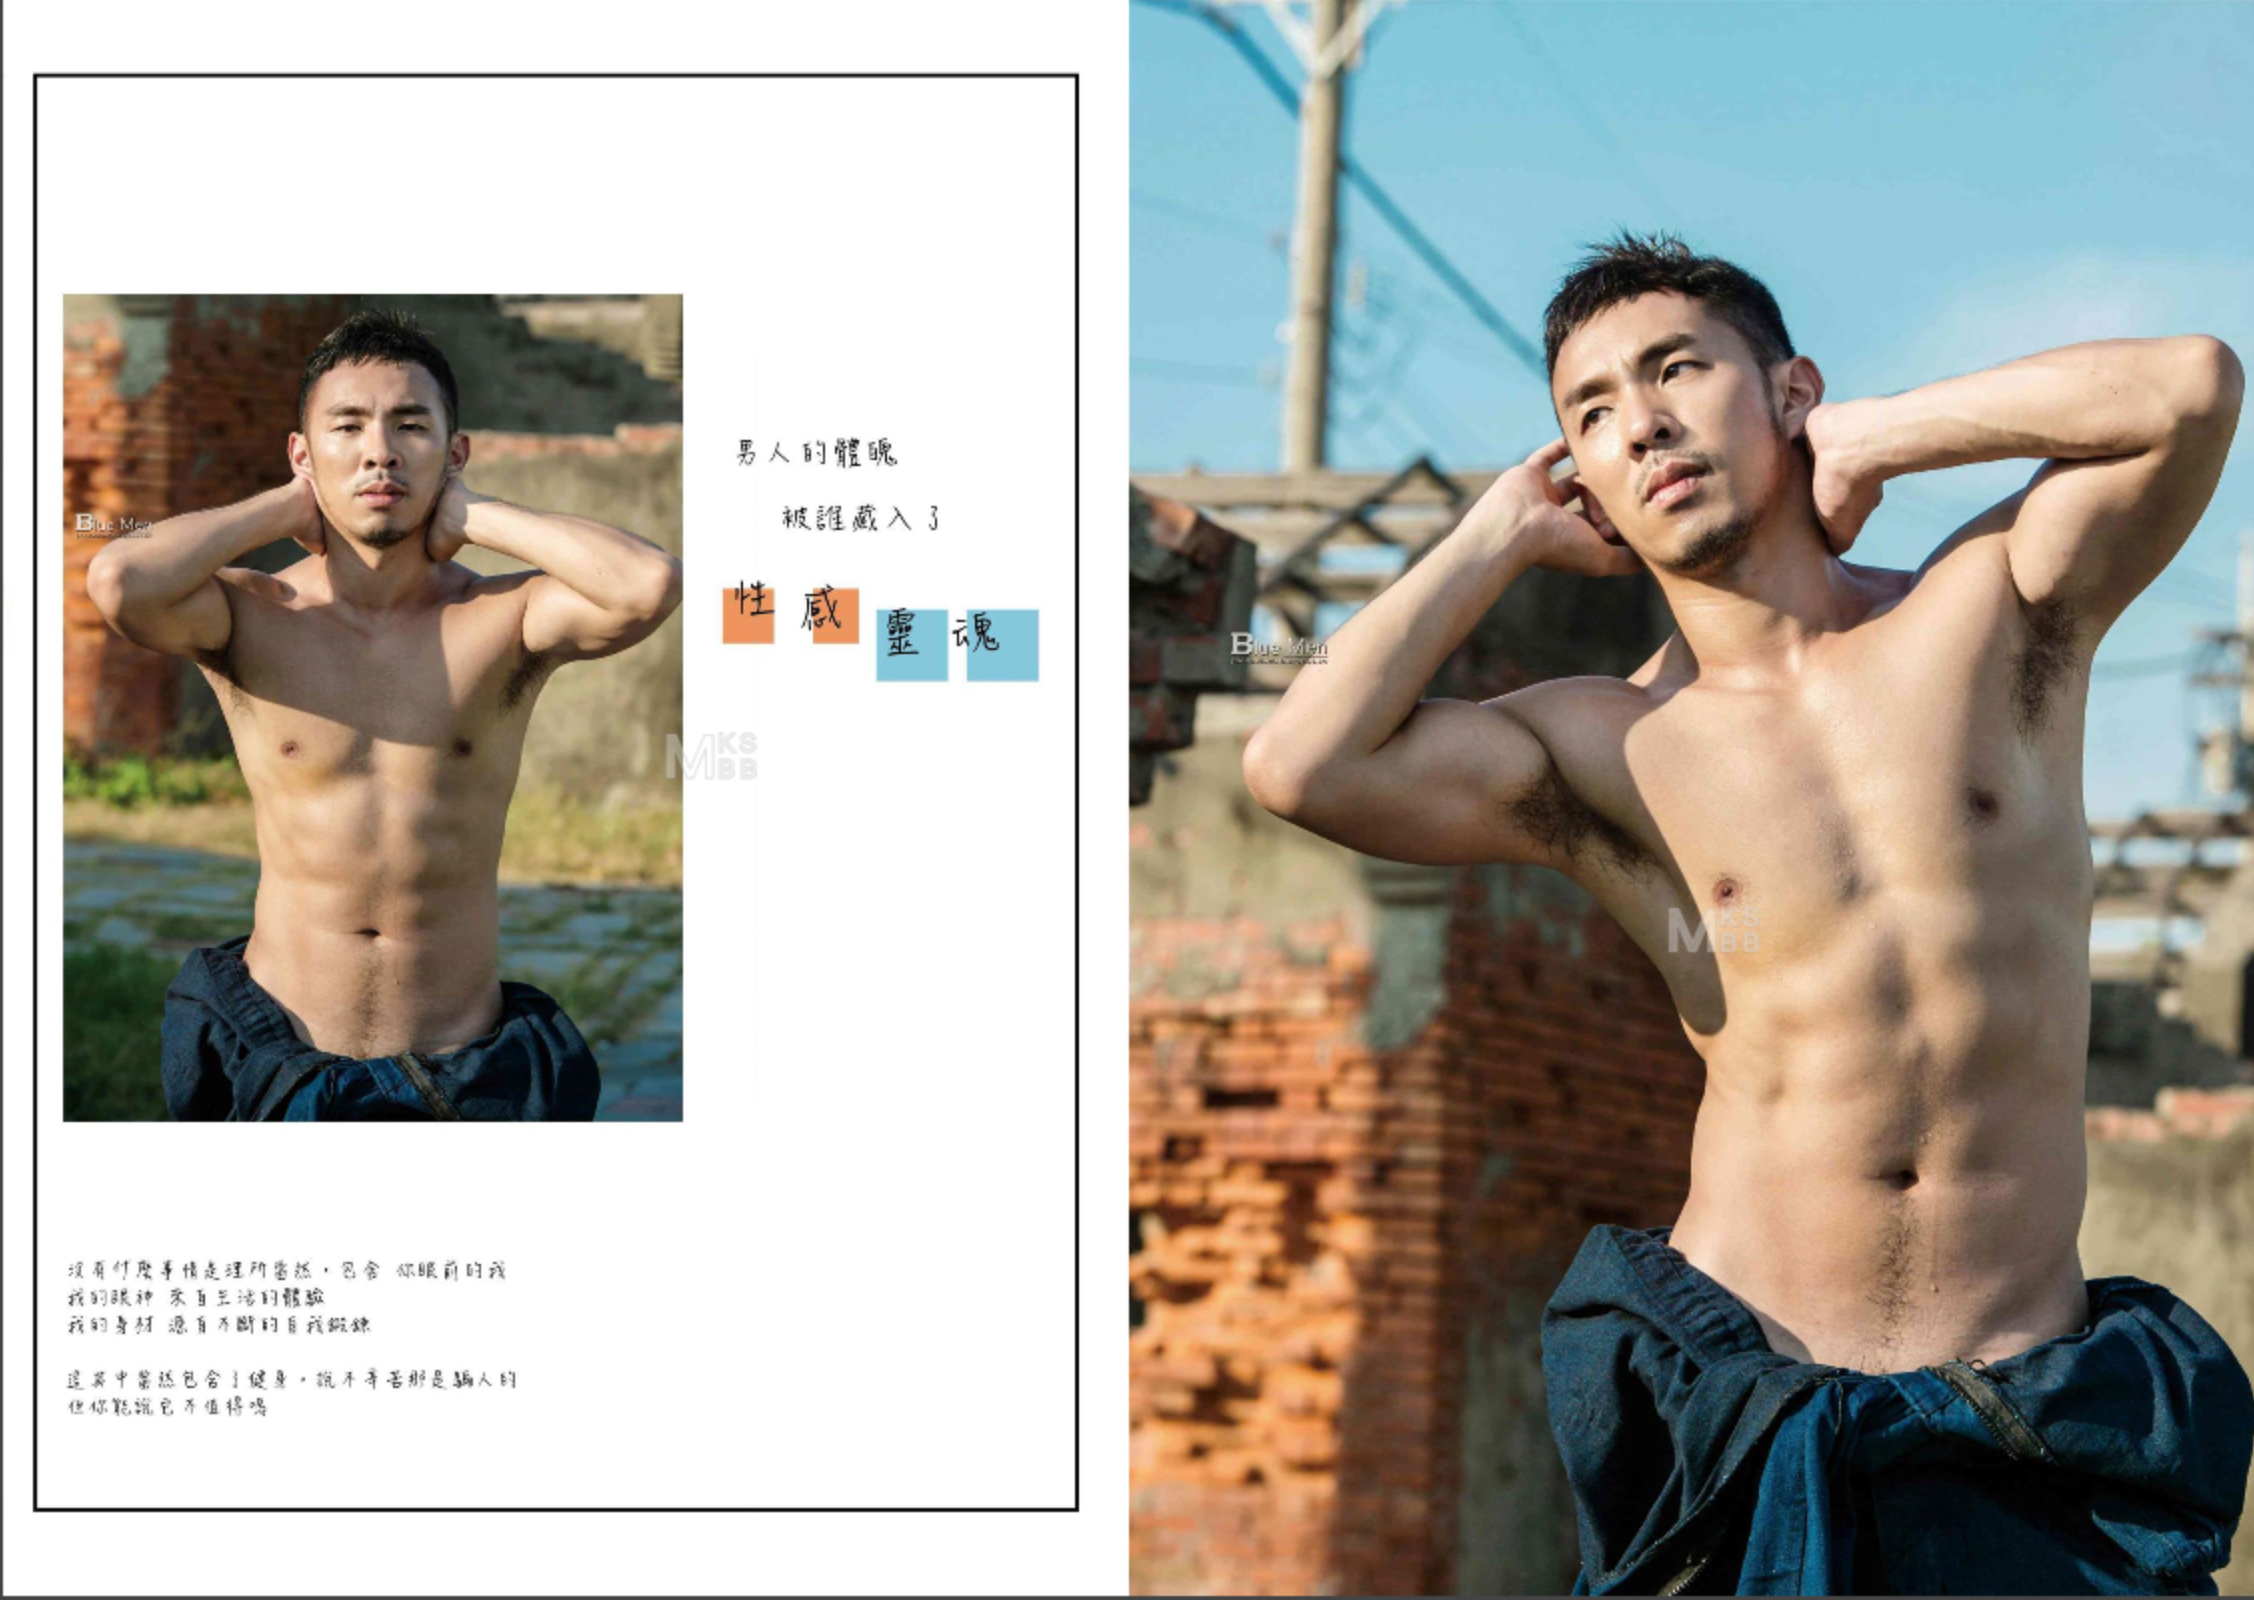 男人的體魄
被誰藏入了
性感靈魂
Blue Men
Blue Men
MKSBB
MKSBB
沒有什麼事情是理所當然,包含 你眼前的我
我的眼神 來自生活的體驗
我的身材 源自不斷的自我鍛鍊
這其中當然包含了健身,說不辛苦那是騙人的
但你能說它不值得嗎